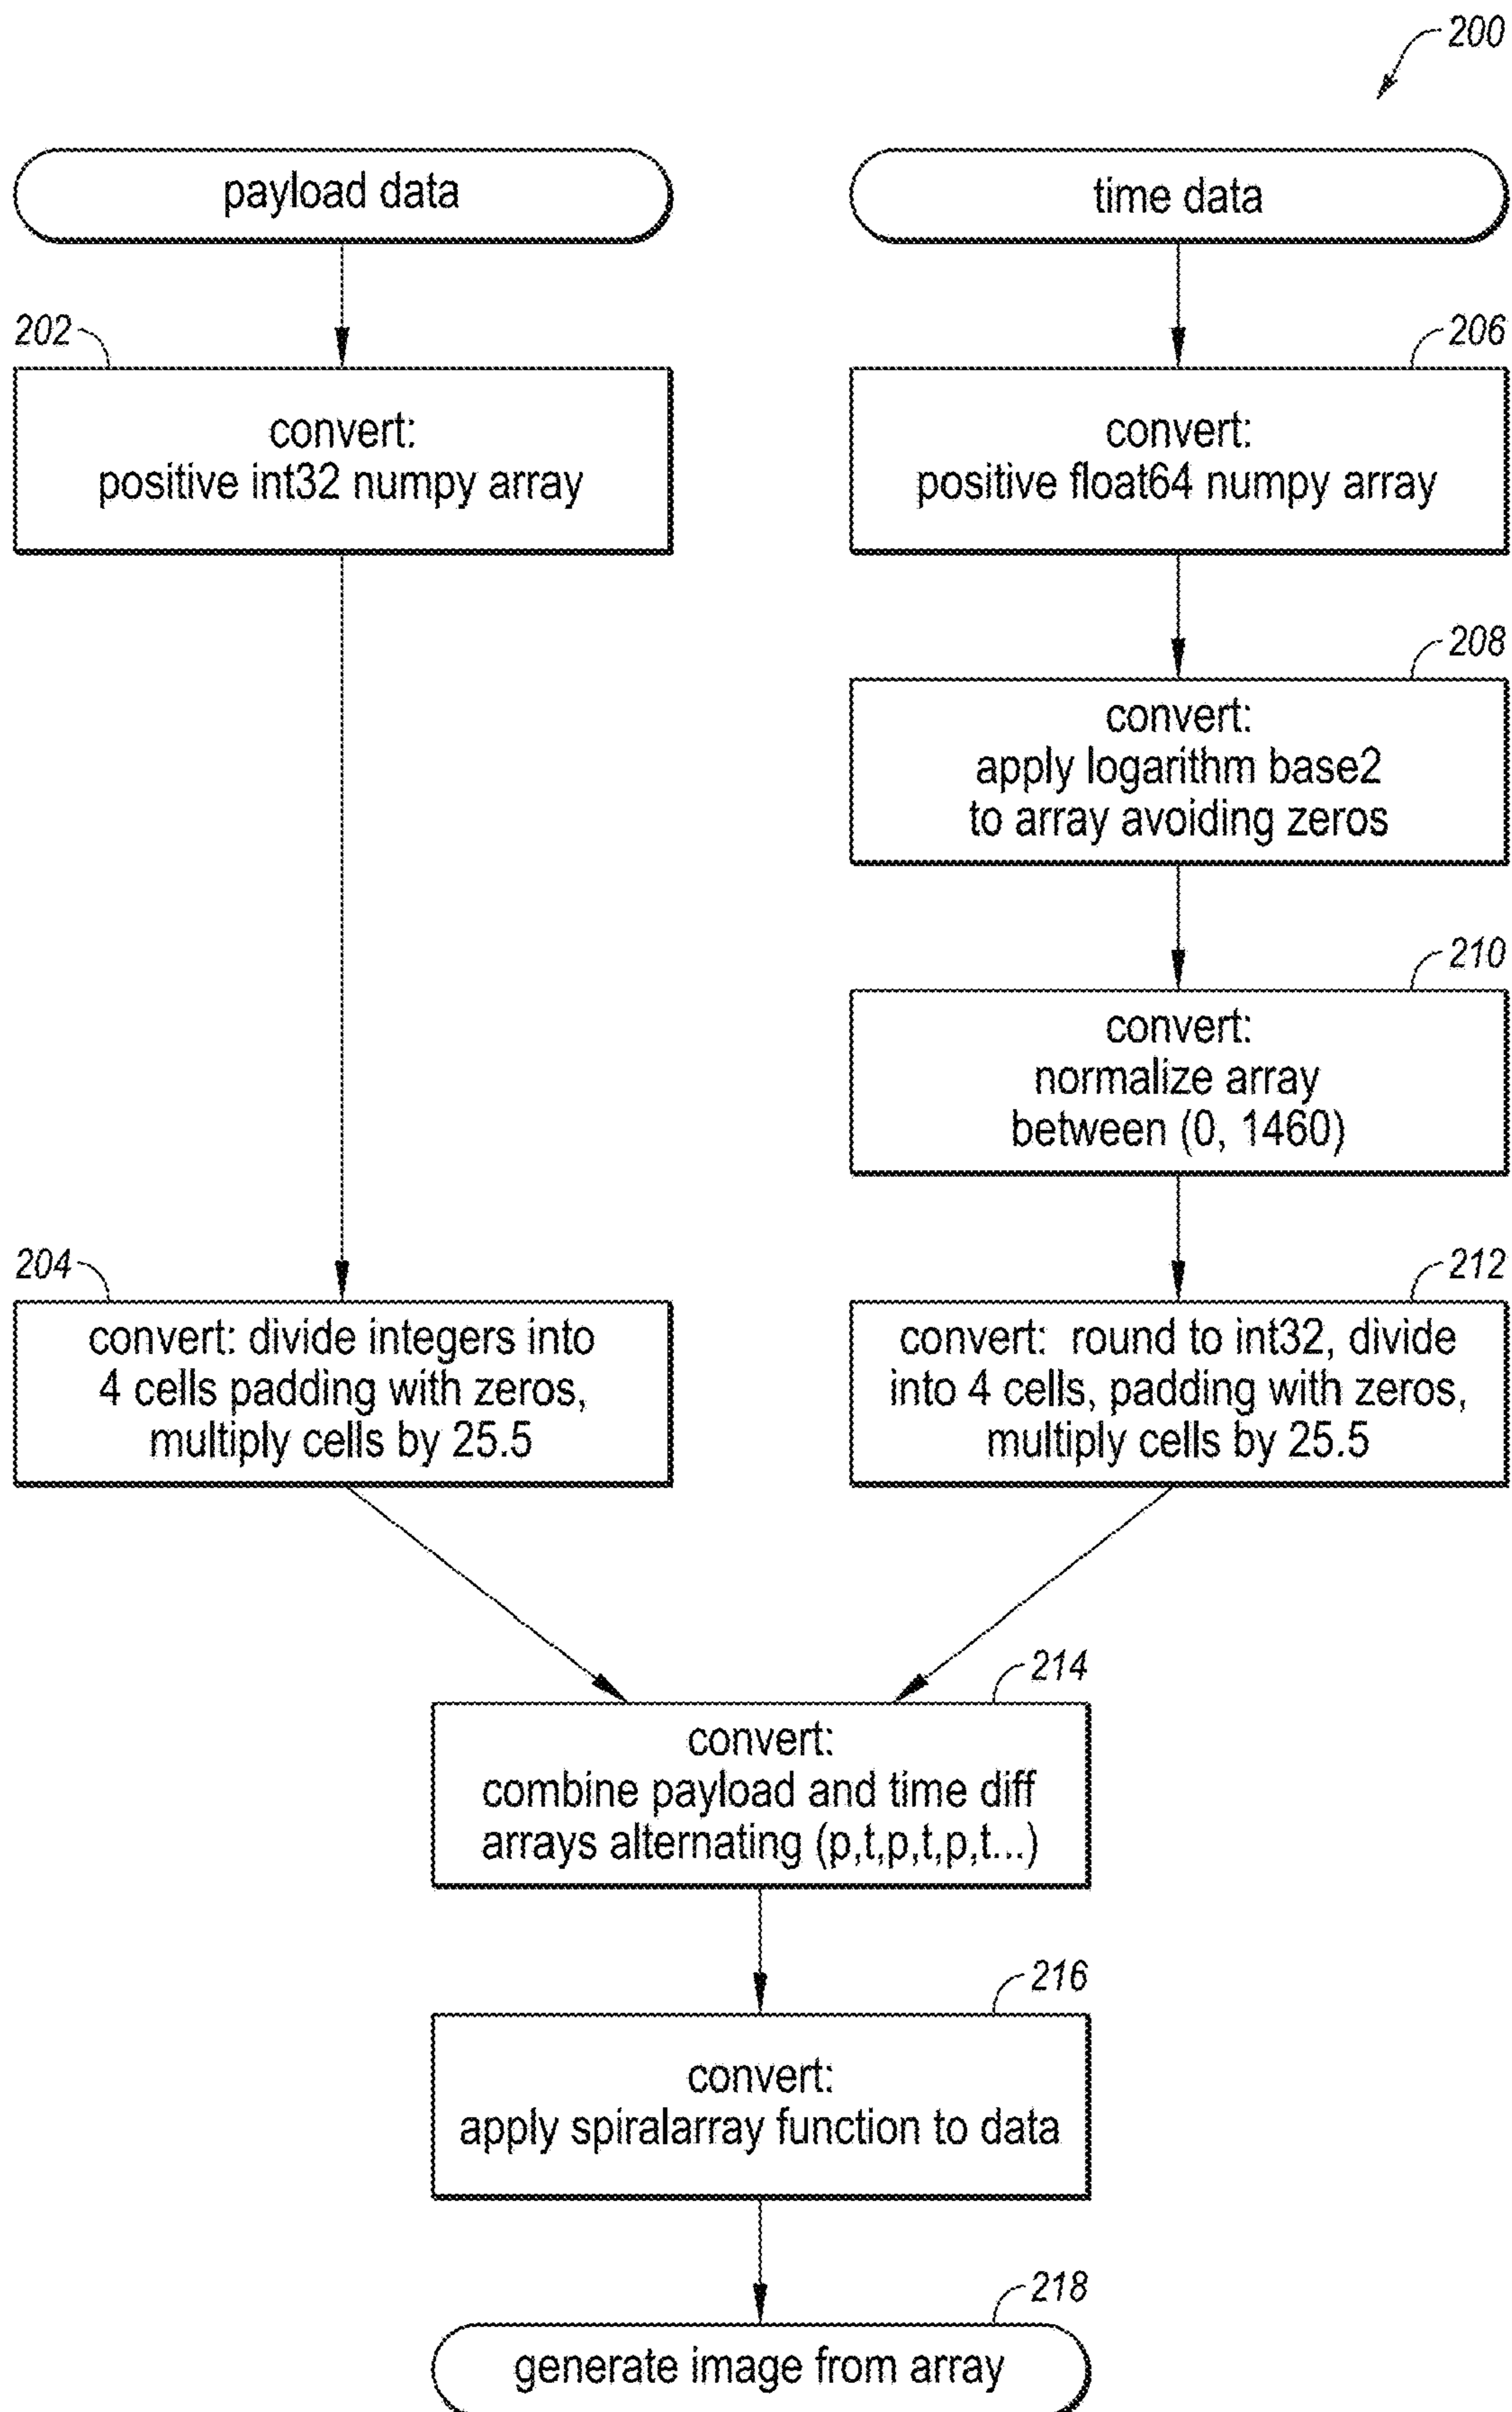 200
payload data
time data
202
convert:
positive int32 numpy array
206
convert:
positive float64 numpy array
208
convert:
apply logarithm base2
to array avoiding zeros
210
convert:
normalize array
between (0, 1460)
204
convert: divide integers into
4 cells padding with zeros,
multiply cells by 25.5
212
convert: round to int32, divide
into 4 cells, padding with zeros,
multiply cells by 25.5
214
convert:
combine payload and time diff
arrays alternating (p,t,p,t,p,t...)
216
convert:
apply spiralarray function to data
218
generate image from array